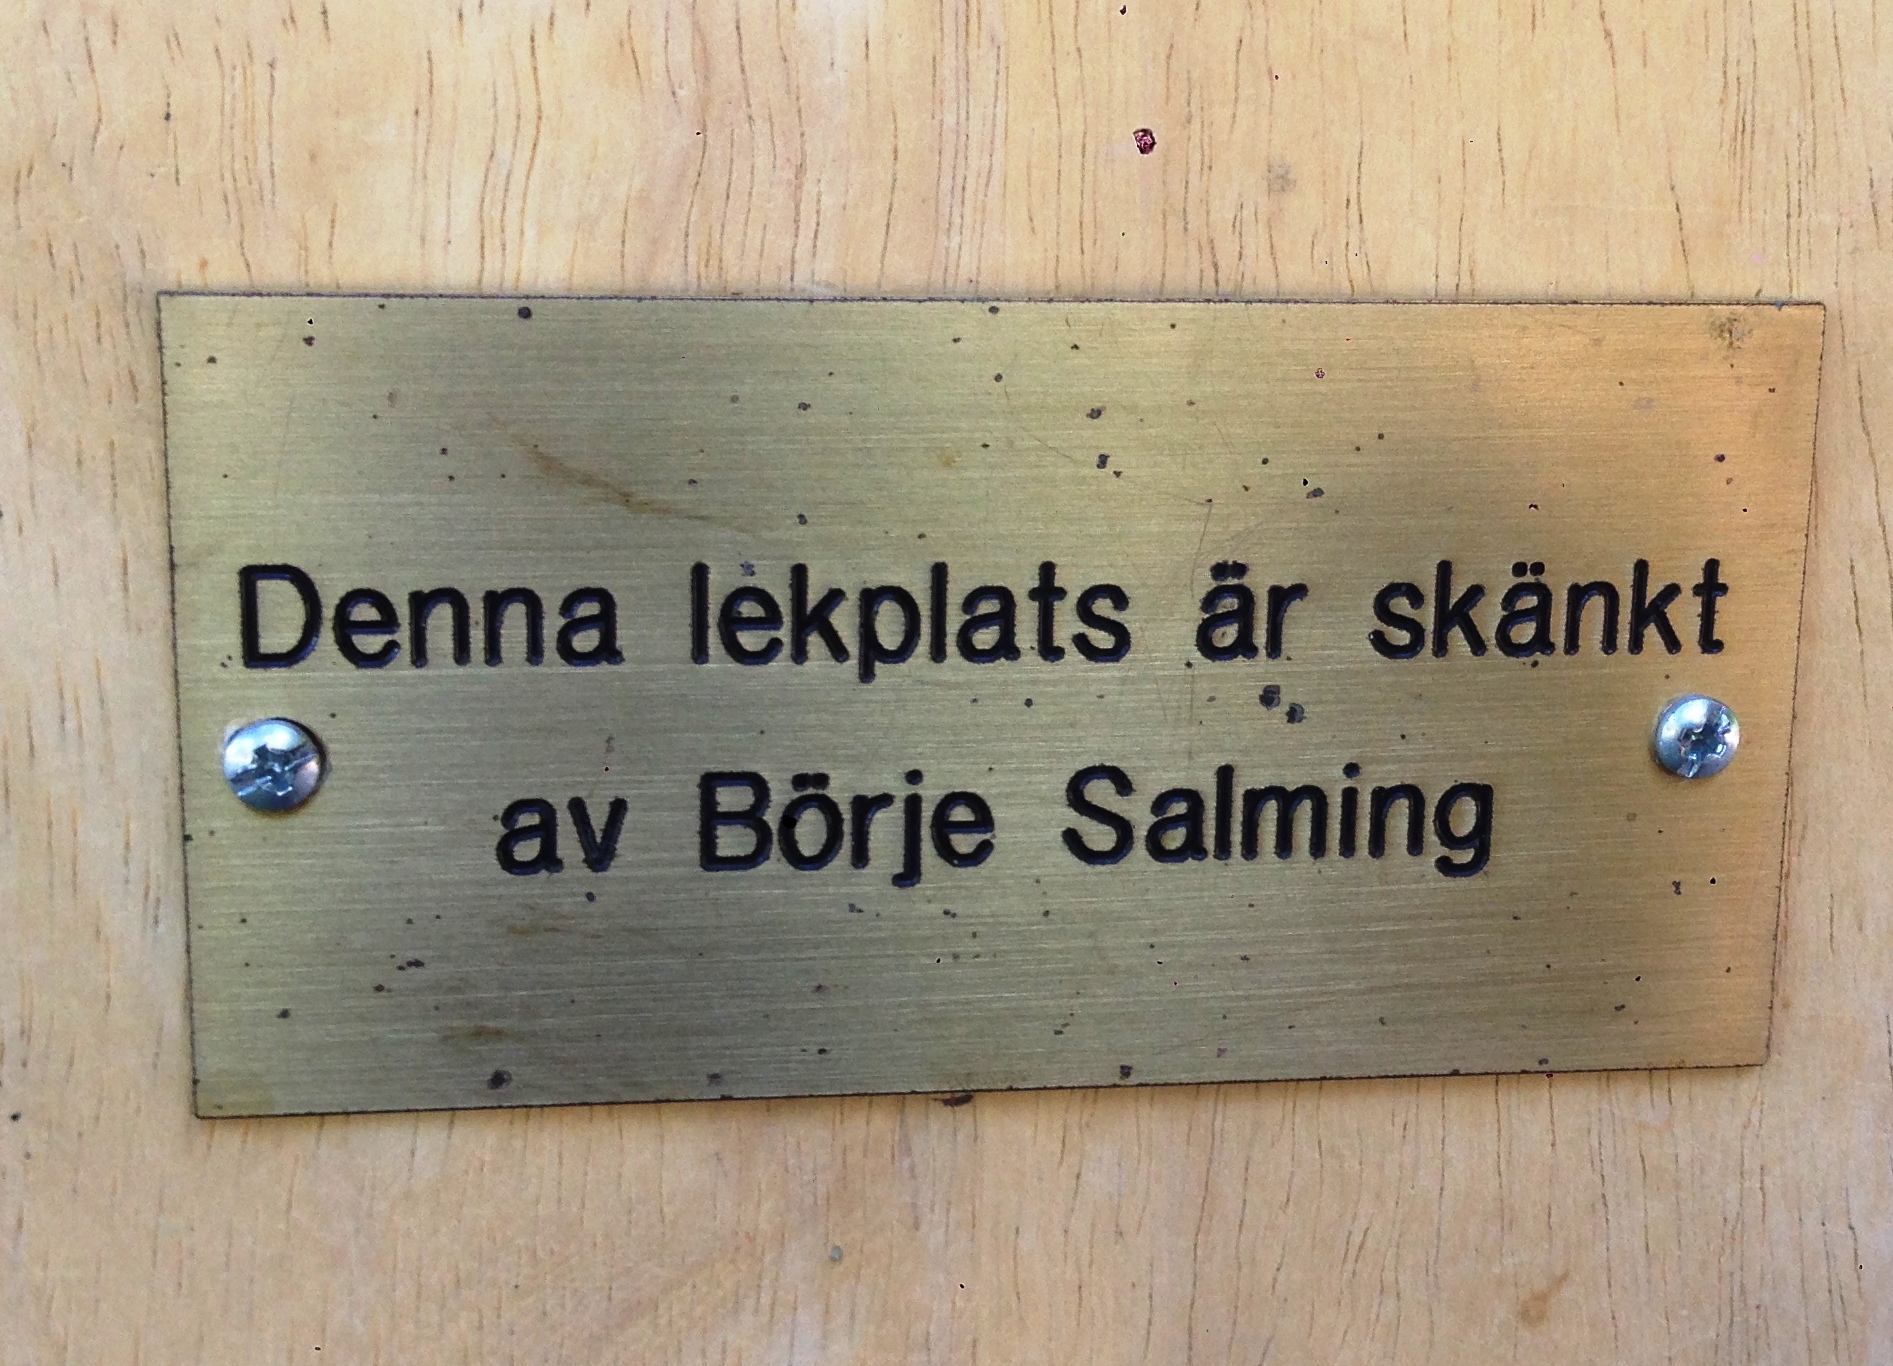 Denna lekplats är skänkt
av Börje Salming